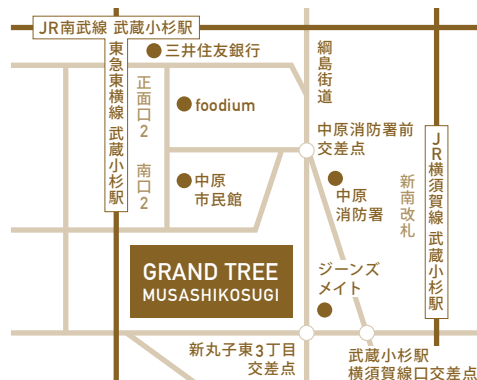 JR南武線 武蔵小杉駅
三井住友銀行
東急東横線 武蔵小杉駅
正面口2
南口2
foodium
綱島街道
中原消防署前
交差点
中原
市民館
中原
消防署
新南改札
JR横須賀線 武蔵小杉駅
GRAND TREE
MUSASHIKOSUGI
ジーンズ
メイト
新丸子東3丁目
交差点
武蔵小杉駅
横須賀線口交差点